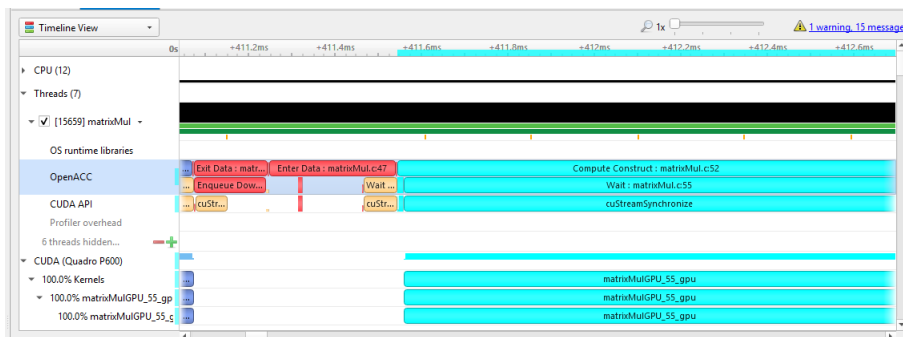 Timeline View
1x
1 warning, 15 message
0s +411.2ms +411.4ms +411.6ms +411.8ms +412ms +412.2ms +412.4ms +412.6ms
CPU (12)
Threads (7)
[15659] matrixMul
OS runtime libraries
OpenACC
Exit Data : matr... Enter Data : matrixMul.c:47 Compute Construct : matrixMul.c:52
... Enqueue Dow... Wait ... Wait : matrixMul.c:55
CUDA API ... cuStr... cuStr... cuStreamSynchronize
Profiler overhead
6 threads hidden...
CUDA (Quadro P600)
100.0% Kernels ... matrixMulGPU_55_gpu
100.0% matrixMulGPU_55_gp ... matrixMulGPU_55_gpu
100.0% matrixMulGPU_55_g ... matrixMulGPU_55_gpu